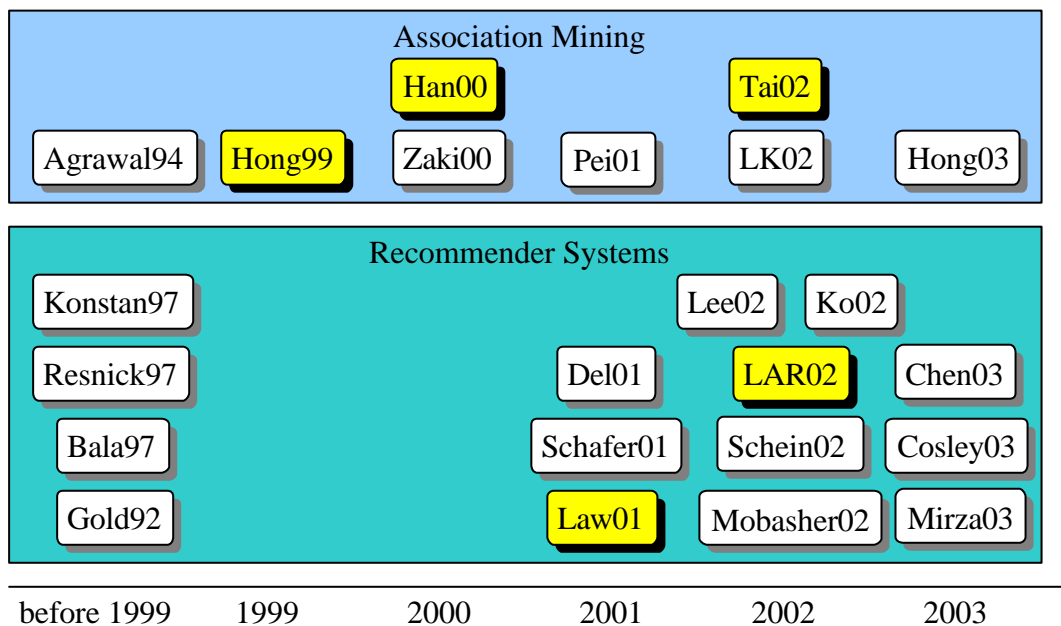 Association Mining
Han00 Tai02
Agrawal94 Hong99 Zaki00 Pei01 LK02 Hong03
Recommender Systems
Konstan97 Lee02 Ko02
Resnick97 Del01 LAR02 Chen03
Bala97 Schafer01 Schein02 Cosley03
Gold92 Law01 Mobasher02 Mirza03
before 1999 1999 2000 2001 2002 2003